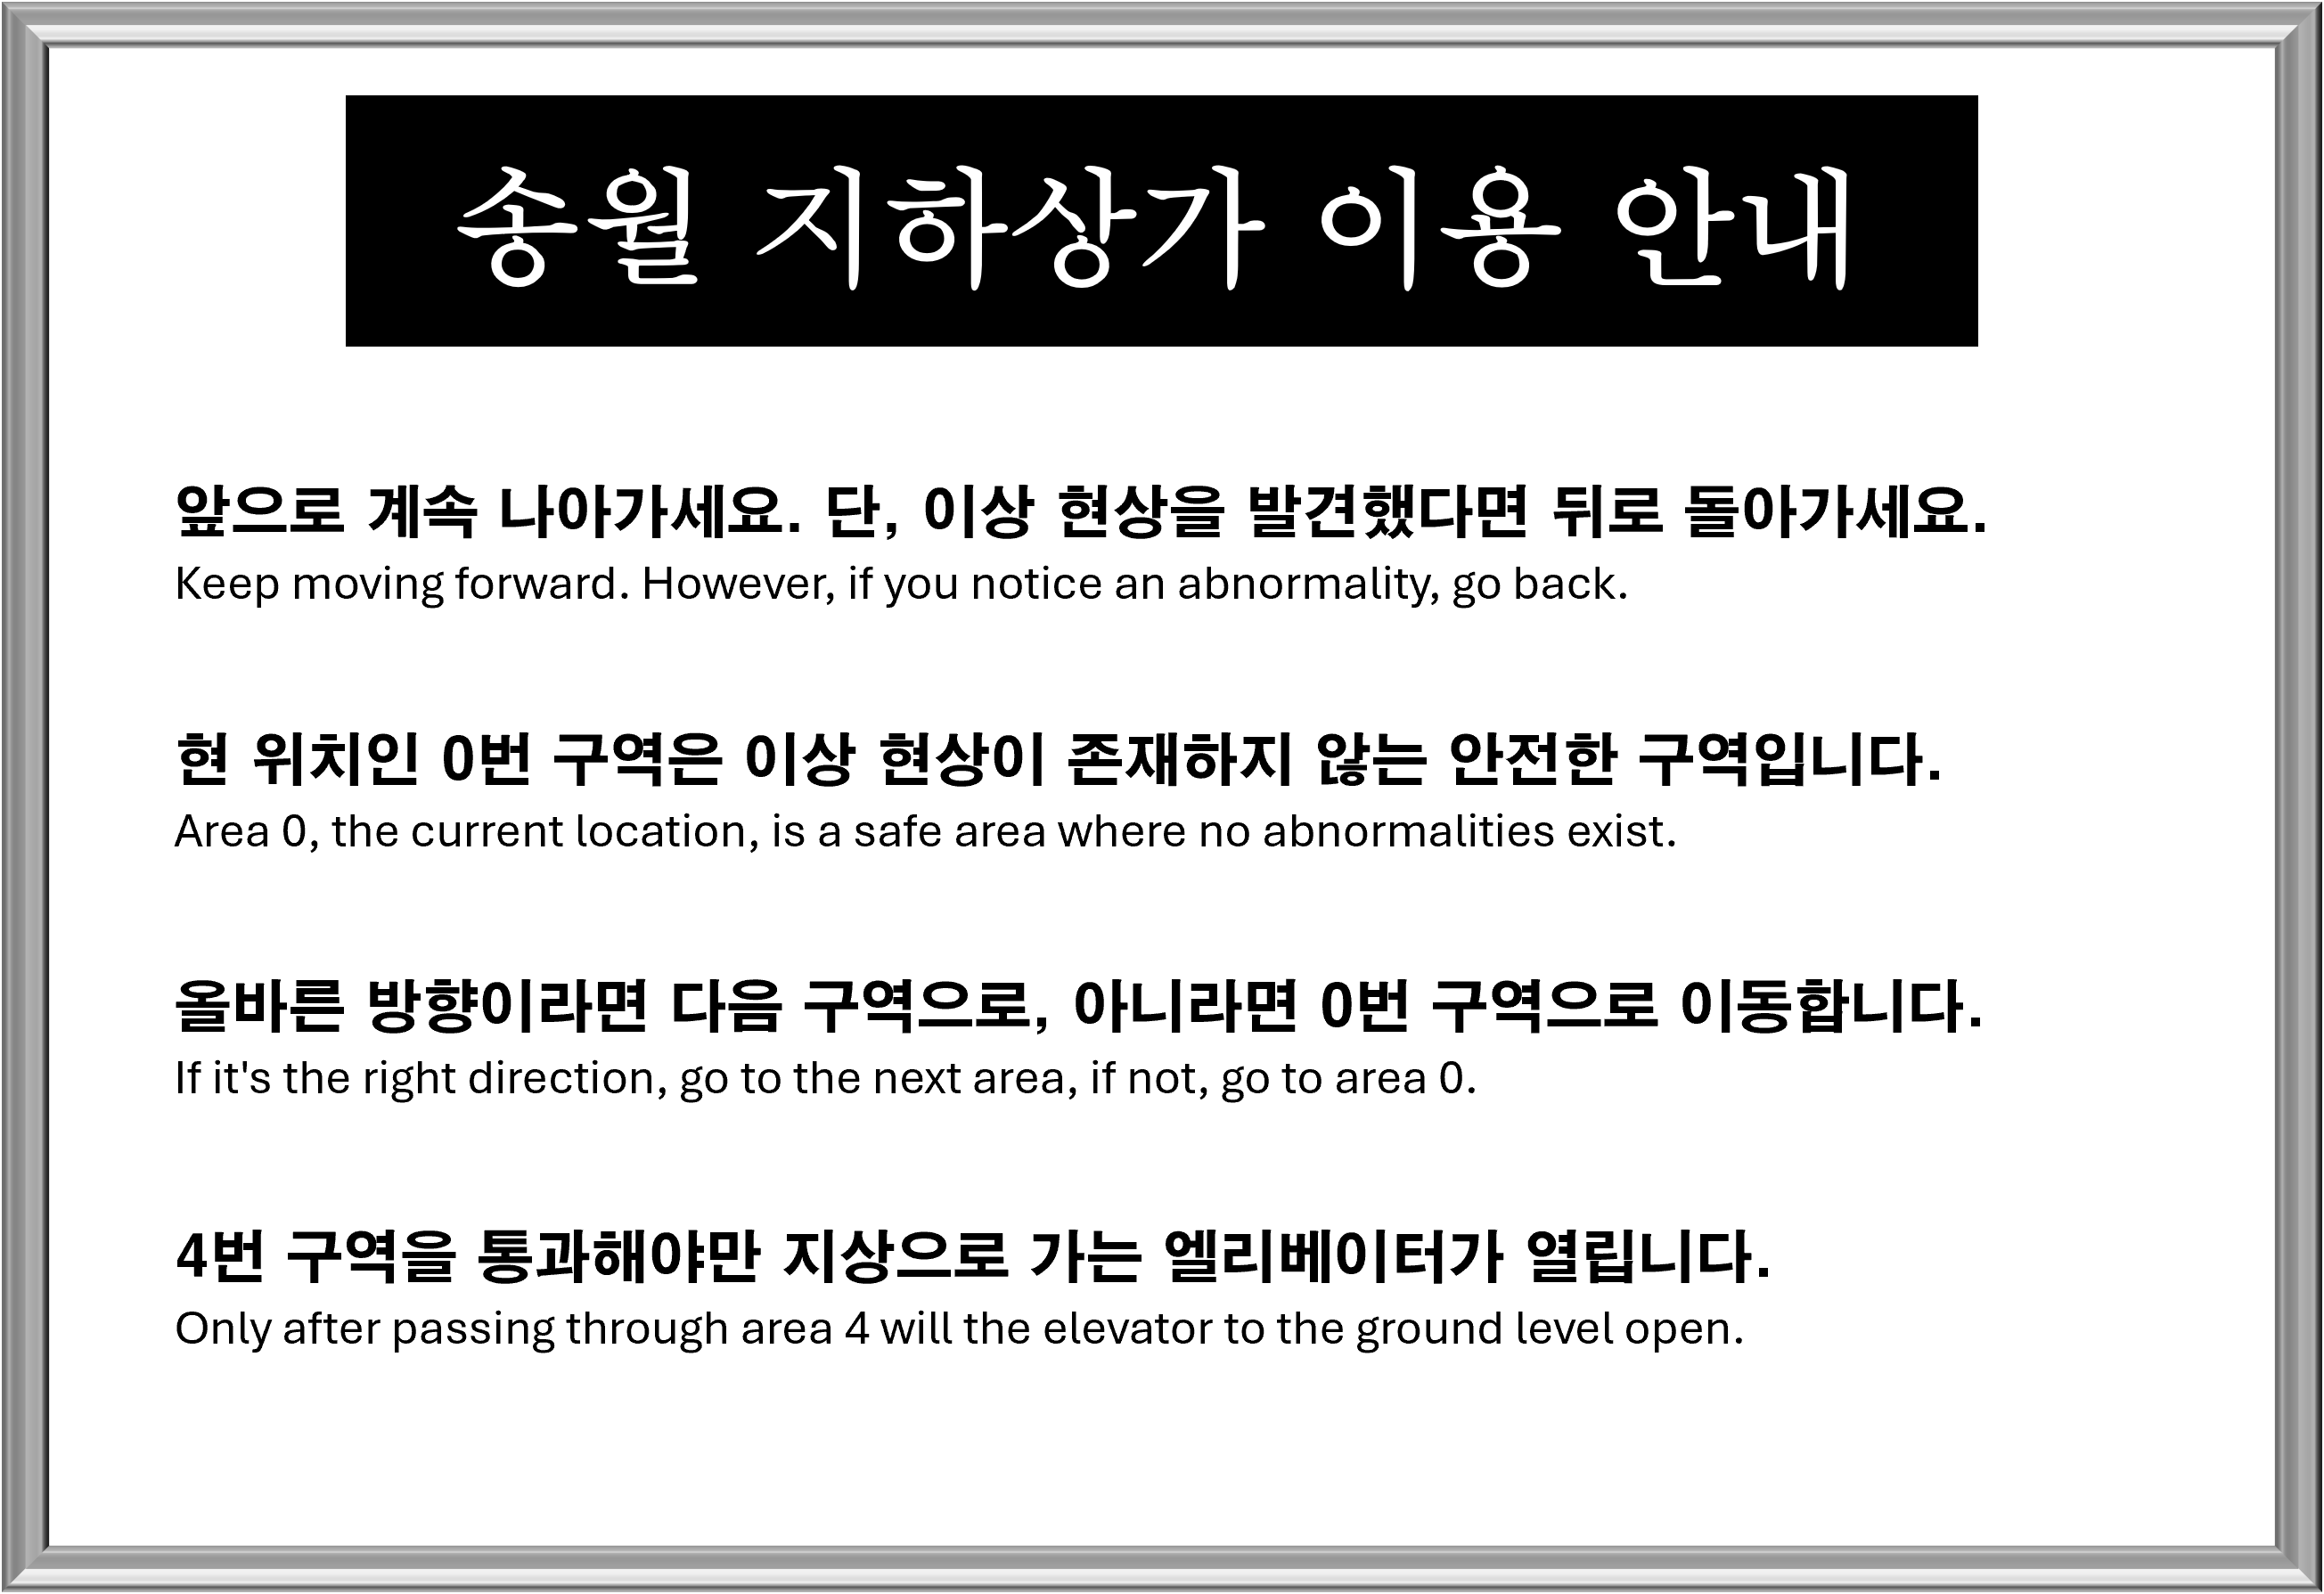 송월 지하상가 이용 안내
앞으로 계속 나아가세요. 단, 이상 현상을 발견했다면 뒤로 돌아가세요.
Keep moving forward. However, if you notice an abnormality, go back.
현 위치인 0번 구역은 이상 현상이 존재하지 않는 안전한 구역입니다.
Area 0, the current location, is a safe area where no abnormalities exist.
올바른 방향이라면 다음 구역으로, 아니라면 0번 구역으로 이동합니다.
If it's the right direction, go to the next area, if not, go to area 0.
4번 구역을 통과해야만 지상으로 가는 엘리베이터가 열립니다.
Only after passing through area 4 will the elevator to the ground level open.